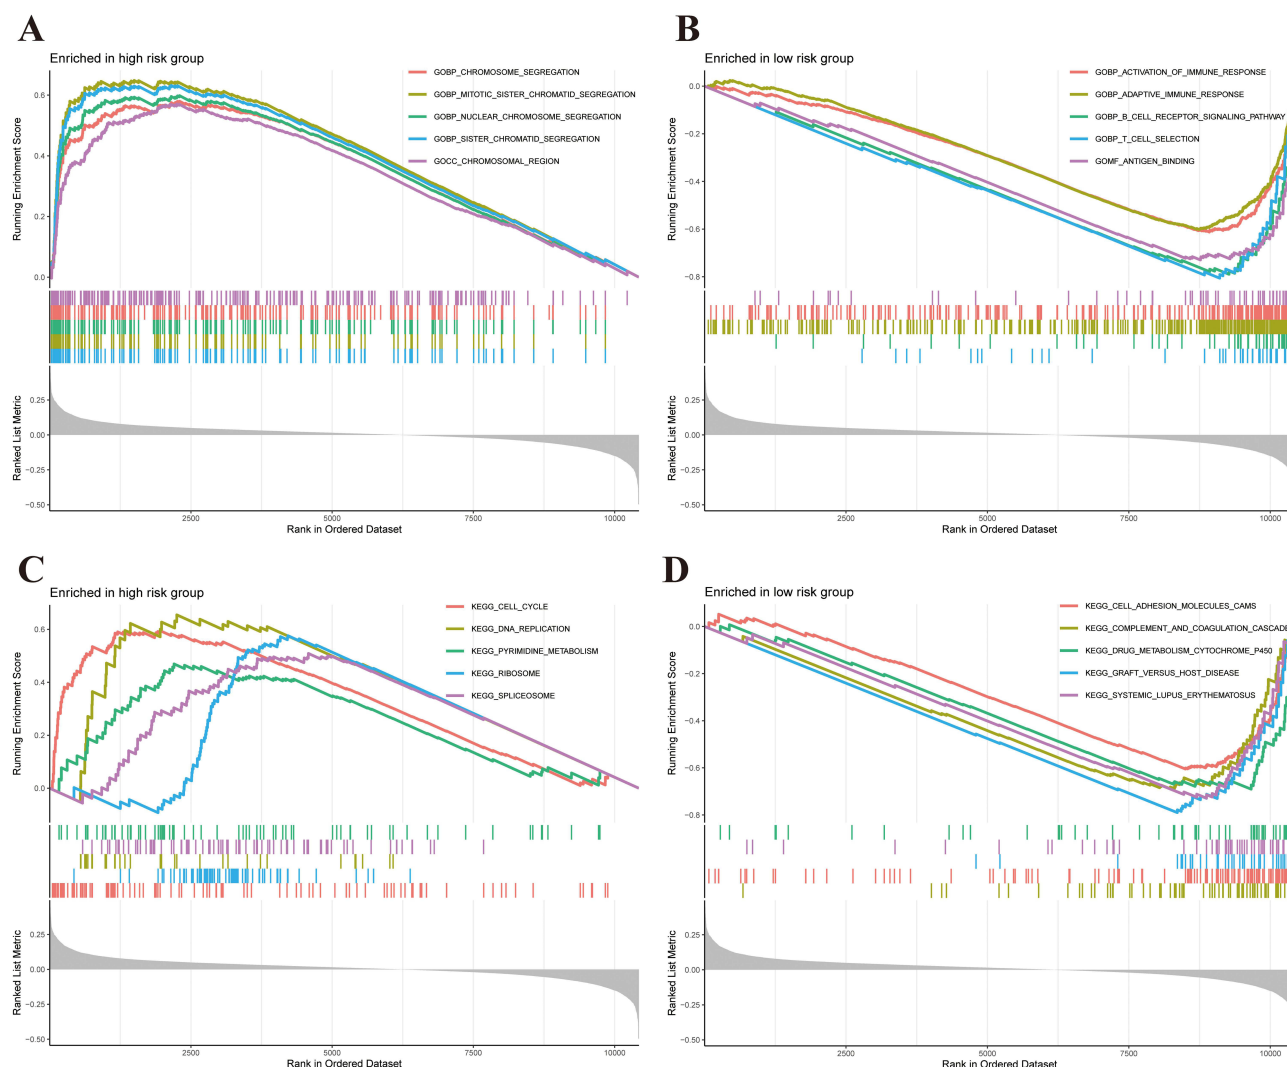 A
Enriched in high risk group
Running Enrichment Score
0.6
0.4
0.2
0.0
GOBP_CHROMOSOME_SEGREGATION
GOBP_MITOTIC_SISTER_CHROMATID_SEGREGATION
GOBP_NUCLEAR_CHROMOSOME_SEGREGATION
GOBP_SISTER_CHROMATID_SEGREGATION
GOCC_CHROMOSOMAL_REGION
Ranked List Metric
0.25
0.00
−0.25
−0.50
2500 5000 7500 10000
Rank in Ordered Dataset
B
Enriched in low risk group
Running Enrichment Score
0.0
−0.2
−0.4
−0.6
−0.8
GOBP_ACTIVATION_OF_IMMUNE_RESPONSE
GOBP_ADAPTIVE_IMMUNE_RESPONSE
GOBP_B_CELL_RECEPTOR_SIGNALING_PATHWAY
GOBP_T_CELL_SELECTION
GOMF_ANTIGEN_BINDING
Ranked List Metric
0.25
0.00
−0.25
−0.50
2500 5000 7500 10000
Rank in Ordered Dataset
C
Enriched in high risk group
Running Enrichment Score
0.6
0.4
0.2
0.0
KEGG_CELL_CYCLE
KEGG_DNA_REPLICATION
KEGG_PYRIMIDINE_METABOLISM
KEGG_RIBOSOME
KEGG_SPLICEOSOME
Ranked List Metric
0.25
0.00
−0.25
−0.50
2500 5000 7500 10000
Rank in Ordered Dataset
D
Enriched in low risk group
Running Enrichment Score
0.0
−0.2
−0.4
−0.6
−0.8
KEGG_CELL_ADHESION_MOLECULES_CAMS
KEGG_COMPLEMENT_AND_COAGULATION_CASCADE
KEGG_DRUG_METABOLISM_CYTOCHROME_P450
KEGG_GRAFT_VERSUS_HOST_DISEASE
KEGG_SYSTEMIC_LUPUS_ERYTHEMATOSUS
Ranked List Metric
0.25
0.00
−0.25
−0.50
2500 5000 7500 10000
Rank in Ordered Dataset